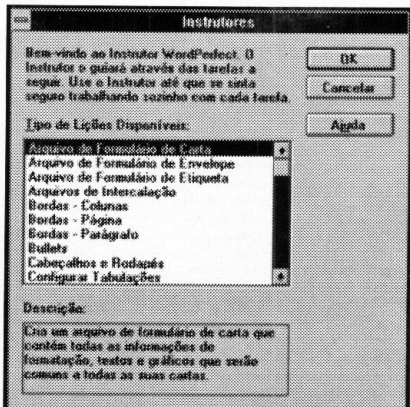 Instrutores
Bem-vindo ao Instrutor WordPerfect. O
Instrutor o guiará através das tarefas a
seguir. Use o Instrutor até que se sinta
seguro trabalhando sozinho com cada tarefa.
OK
Cancelar
Ajuda
Tipo de Lições Disponíveis:
Arquivo de Formulário de Carta
Arquivo de Formulário de Envelope
Arquivo de Formulário de Etiqueta
Arquivos de Intercalação
Bordas - Colunas
Bordas - Página
Bordas - Parágrafo
Bullets
Cabeçalhos e Rodapés
Configurar Tabulações
Descrição:
Cria um arquivo de formulário de carta que
contém todas as informações de
formatação, textos e gráficos que serão
comuns a todas as suas cartas.